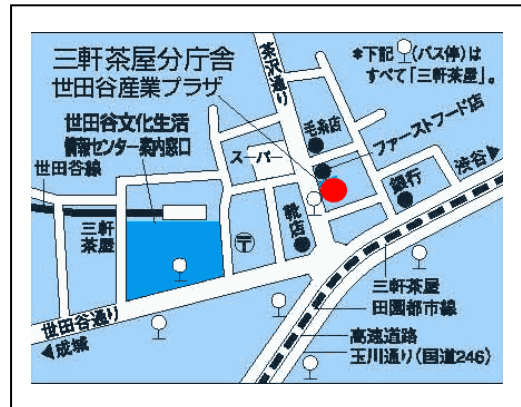 三軒茶屋分庁舎
世田谷産業プラザ
茶沢通り
*下記 (バス停)は
すべて「三軒茶屋」。
世田谷文化生活
情報センター案内窓口
世田谷線
スーパー
毛糸店
ファーストフード店
渋谷
銀行
三軒
茶屋
〒
靴店
三軒茶屋
田園都市線
世田谷通り
成城
高速道路
玉川通り(国道246)